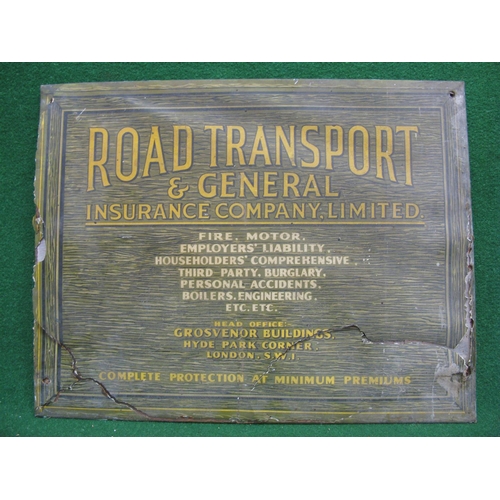 ROAD TRANSPORT
& GENERAL
INSURANCE COMPANY, LIMITED.
FIRE, MOTOR,
EMPLOYERS' LIABILITY,
HOUSEHOLDERS' COMPREHENSIVE,
THIRD-PARTY, BURGLARY,
PERSONAL ACCIDENTS,
BOILERS, ENGINEERING,
ETC. ETC.
HEAD OFFICE
GROSVENOR BUILDINGS,
HYDE PARK CORNER,
LONDON, S.W.1.
COMPLETE PROTECTION AT MINIMUM PREMIUMS